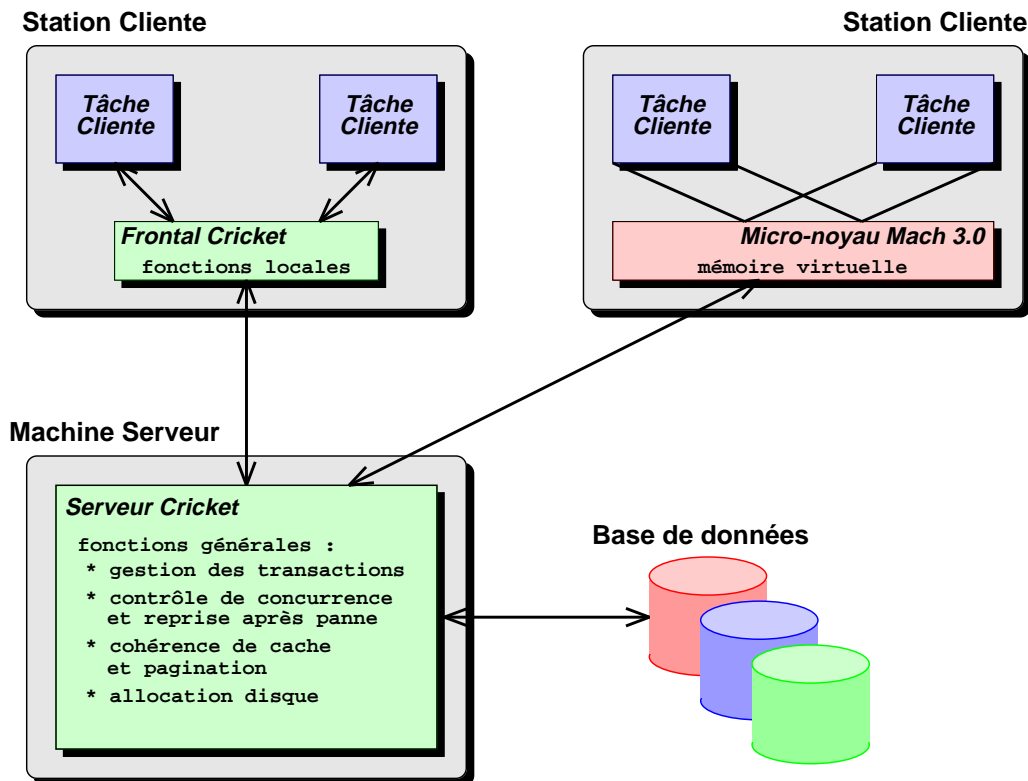 Station Cliente
Station Cliente
Tâche
Cliente
Tâche
Cliente
Tâche
Cliente
Tâche
Cliente
Frontal Cricket
fonctions locales
Micro-noyau Mach 3.0
mémoire virtuelle
Machine Serveur
Serveur Cricket
fonctions générales :
* gestion des transactions
* contrôle de concurrence
et reprise après panne
* cohérence de cache
et pagination
* allocation disque
Base de données